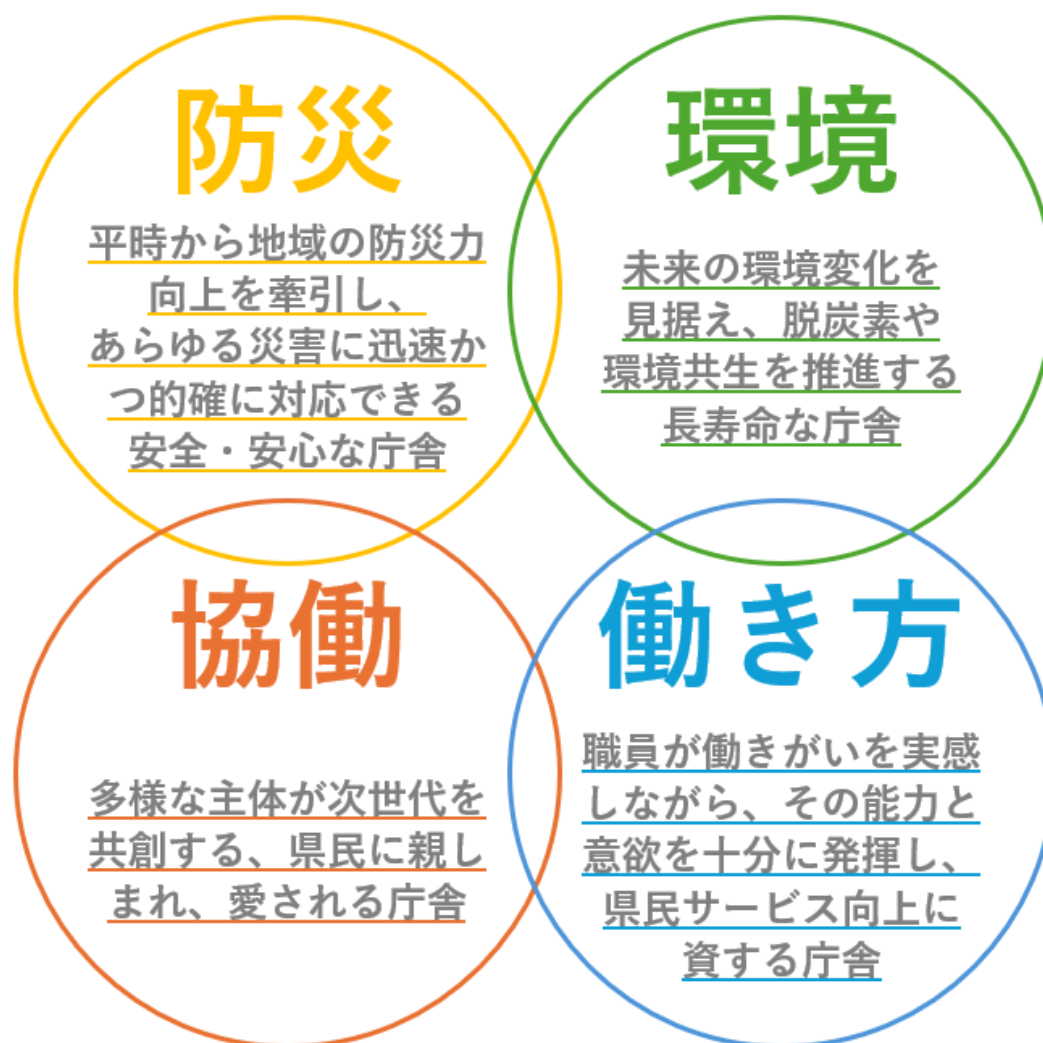 防災
平時から地域の防災力
向上を牽引し、
あらゆる災害に迅速か
つ的確に対応できる
安全・安心な庁舎
環境
未来の環境変化を
見据え、脱炭素や
環境共生を推進する
長寿命な庁舎
協働
多様な主体が次世代を
共創する、県民に親し
まれ、愛される庁舎
働き方
職員が働きがいを実感
しながら、その能力と
意欲を十分に発揮し、
県民サービス向上に
資する庁舎